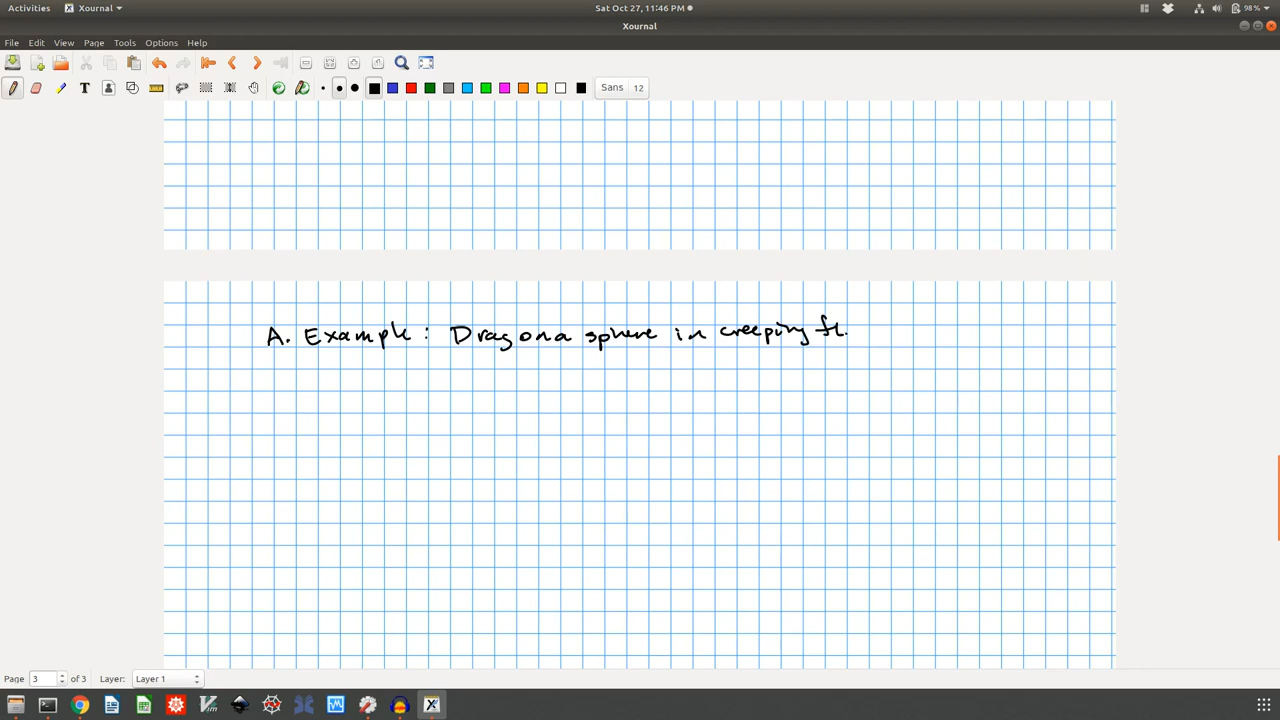 Activities Xournal Sat Oct 27, 11:46 PM 98%
Xournal
File Edit View Page Tools Options Help
T Sans 12
A. Example: Drag on a sphere in creeping fl
Page 3 of 3 Layer: Layer 1